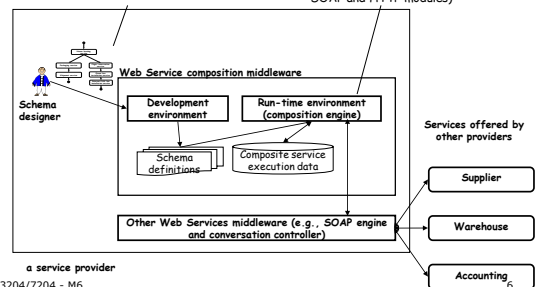 SOAP and HTTP modules)
Web Service composition middleware
Schema
designer
Development
environment
Run-time environment
(composition engine)
Schema
definitions
Composite service
execution data
Services offered by
other providers
Supplier
Warehouse
Accounting
Other Web Services middleware (e.g., SOAP engine
and conversation controller)
a service provider
3204/7204 - M6
6